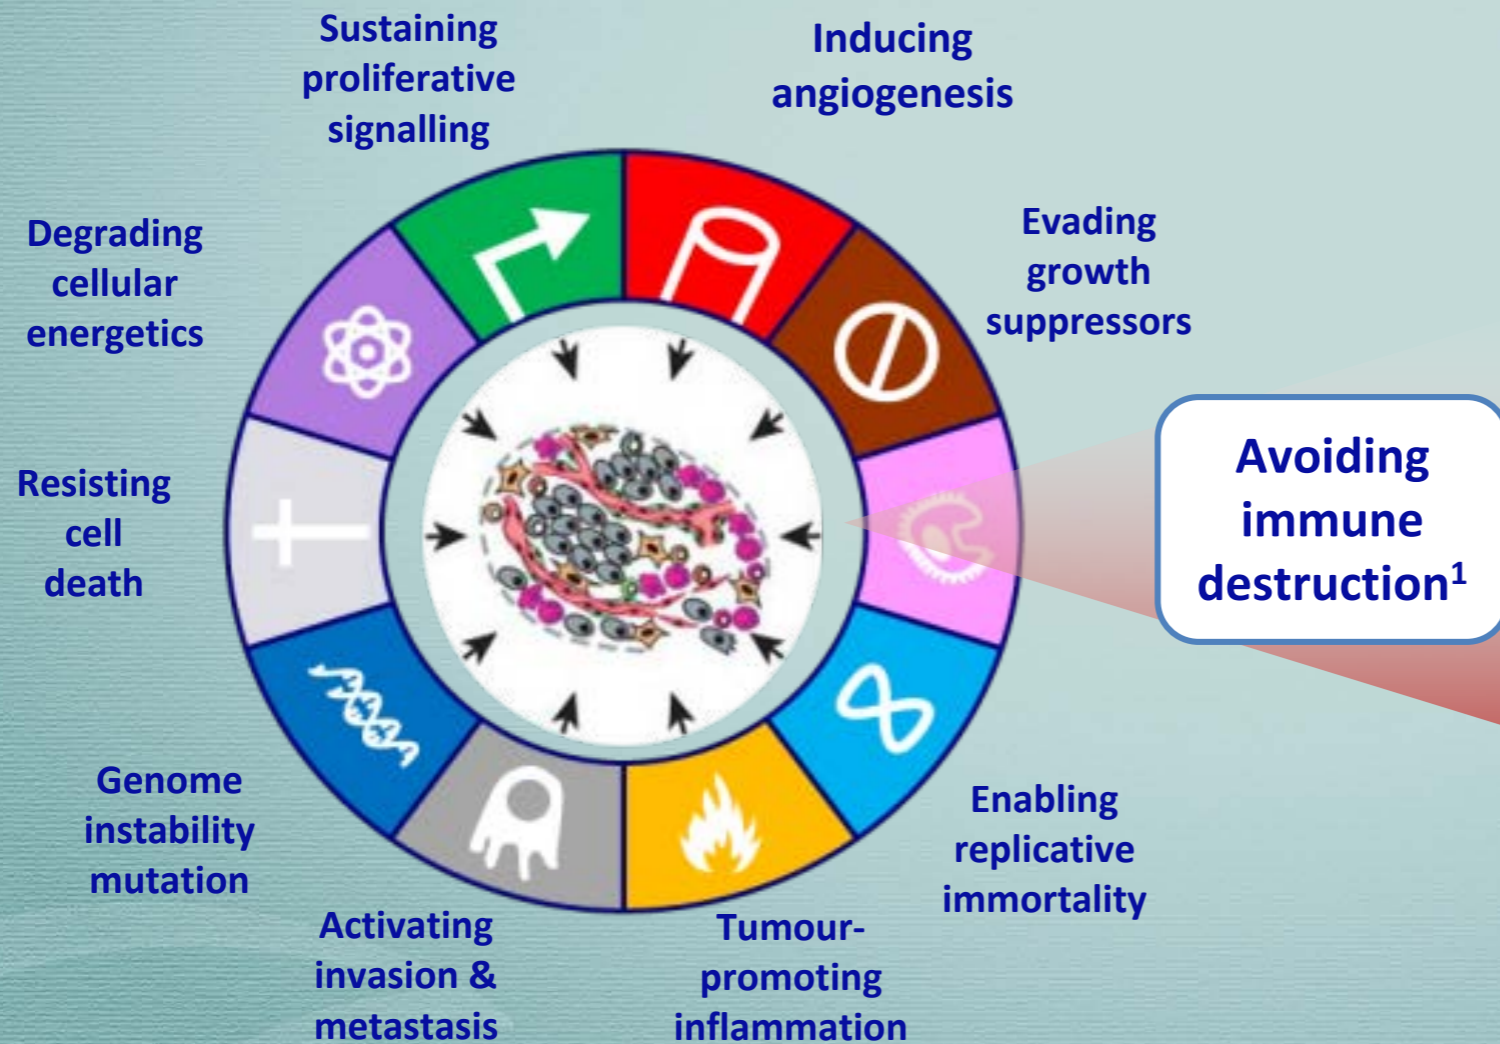 Sustaining
proliferative
signalling
Inducing
angiogenesis
Degrading
cellular
energetics
Evading
growth
suppressors
Resisting
cell
death
Avoiding
immune
destruction¹
Genome
instability
mutation
Enabling
replicative
immortality
Activating
invasion &
metastasis
Tumour-
promoting
inflammation